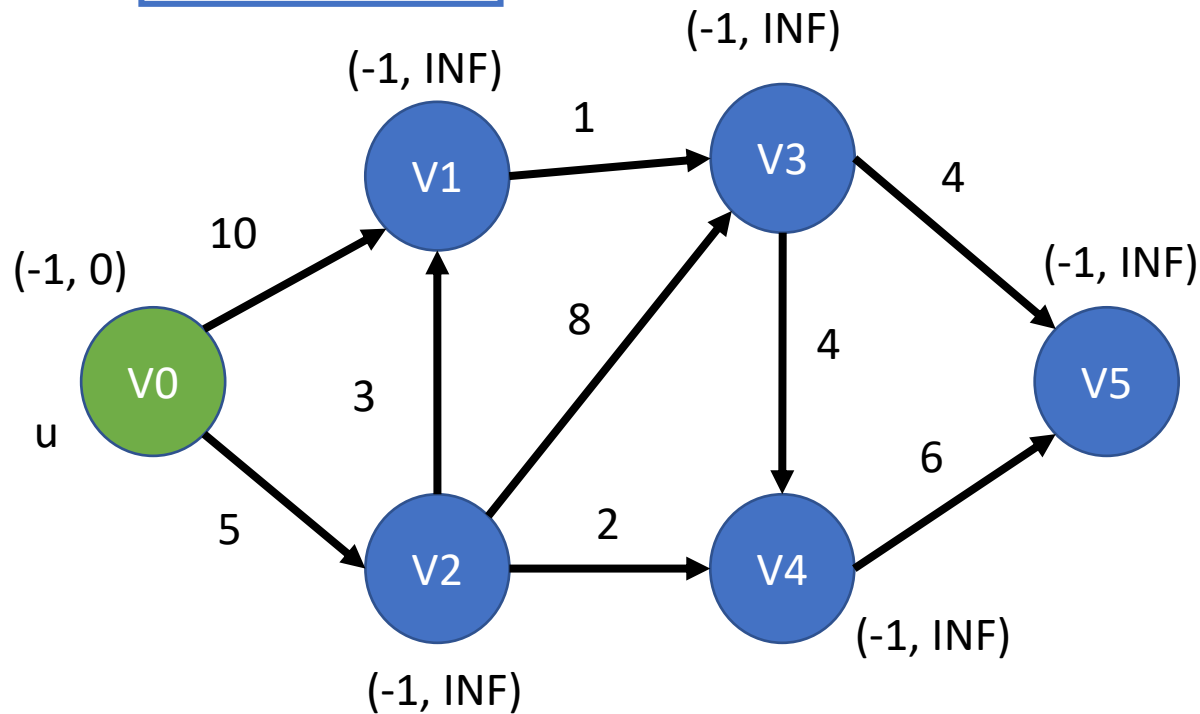 (-1, INF)
(-1, INF)
1
V3
V1
4
10
(-1, 0)
(-1, INF)
8
4
V0
3
V5
u
6
5
2
V2
V4
(-1, INF)
(-1, INF)